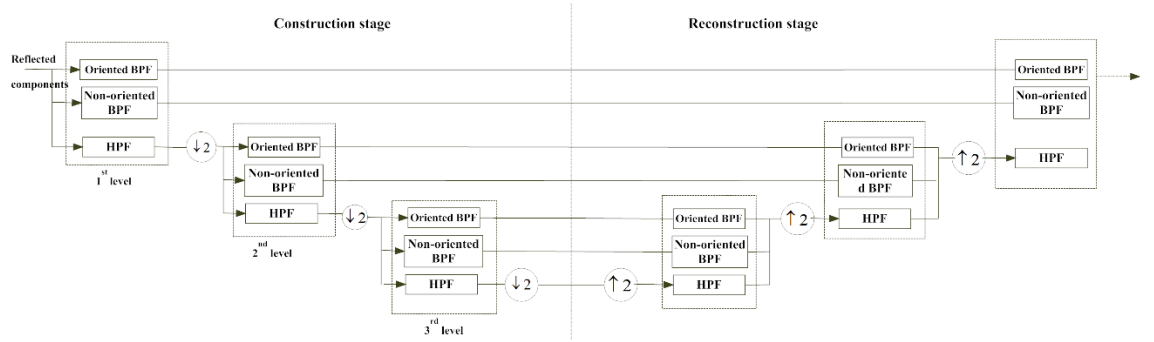 Construction stage
Reconstruction stage
Reflected
components
Oriented BPF
Non-oriented
BPF
HPF
1st level
↓2
Oriented BPF
Non-oriented
BPF
HPF
2nd level
↓2
Oriented BPF
Non-oriented
BPF
HPF
3rd level
↓2
↑2
Oriented BPF
Non-oriented
BPF
HPF
↑2
Oriented BPF
Non-oriente
d BPF
HPF
↑2
Oriented BPF
Non-oriented
BPF
HPF